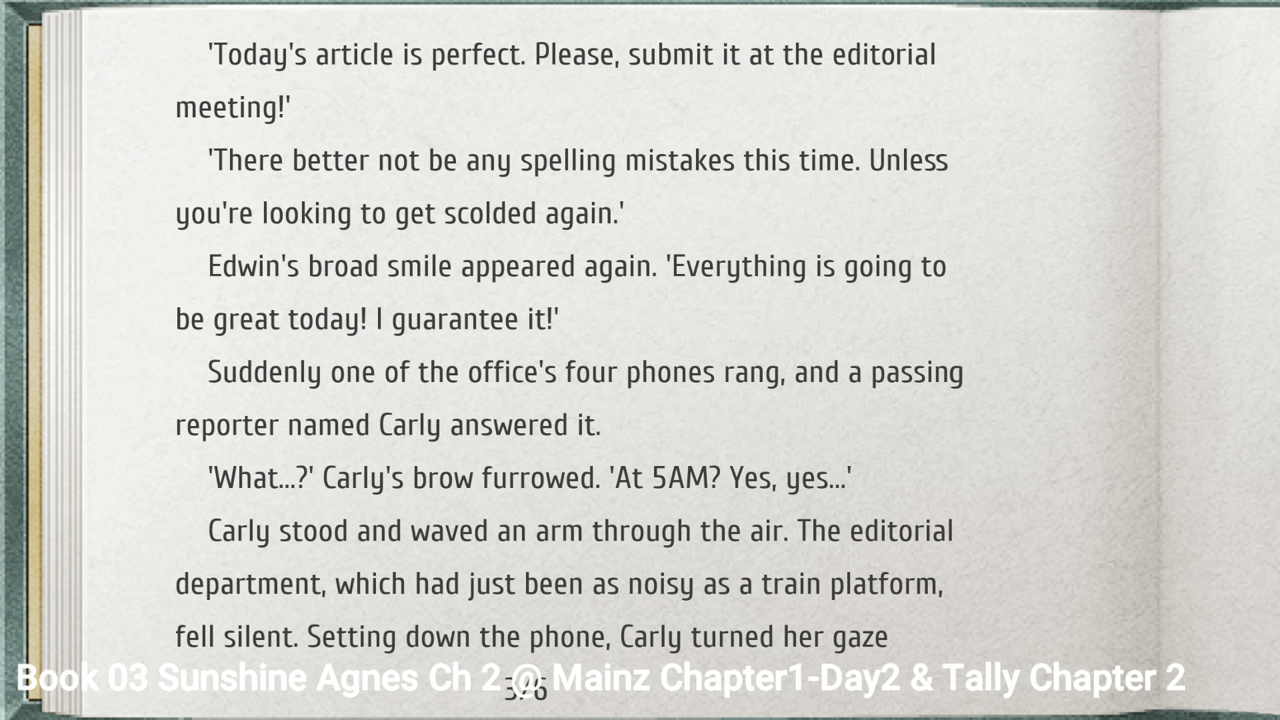 'Today's article is perfect. Please, submit it at the editorial
meeting!'
'There better not be any spelling mistakes this time. Unless
you're looking to get scolded again.'
Edwin's broad smile appeared again. 'Everything is going to
be great today! I guarantee it!'
Suddenly one of the office's four phones rang, and a passing
reporter named Carly answered it.
'What...?' Carly's brow furrowed. 'At 5AM? Yes, yes...'
Carly stood and waved an arm through the air. The editorial
department, which had just been as noisy as a train platform,
fell silent. Setting down the phone, Carly turned her gaze
Book 03 Sunshine Agnes Ch 2 @ Mainz Chapter1-Day2 & Tally Chapter 2
3/6